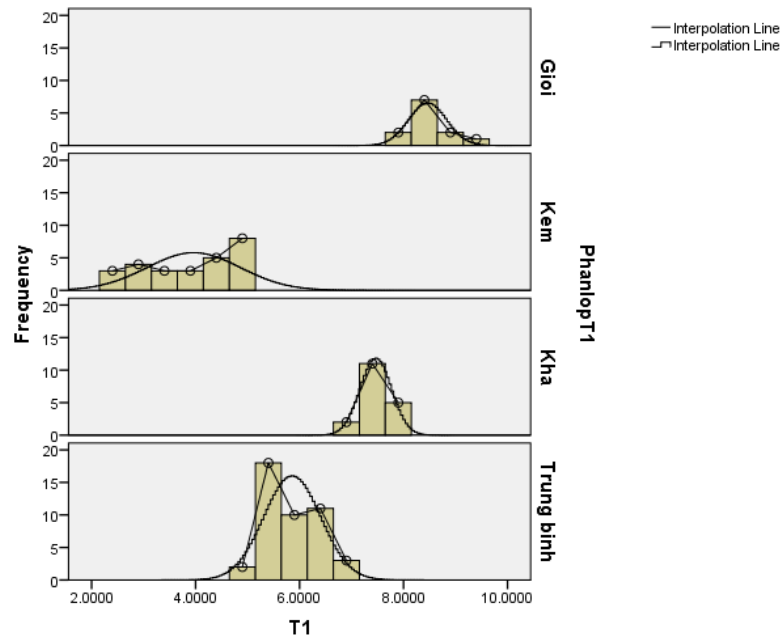 Interpolation Line
Interpolation Line
20
15
10
5
0
Gioi
20
15
10
5
0
Kem
20
15
10
5
0
Kha
20
15
10
5
0
Trung binh
Frequency
PhanlopT1
2.0000 4.0000 6.0000 8.0000 10.0000
T1